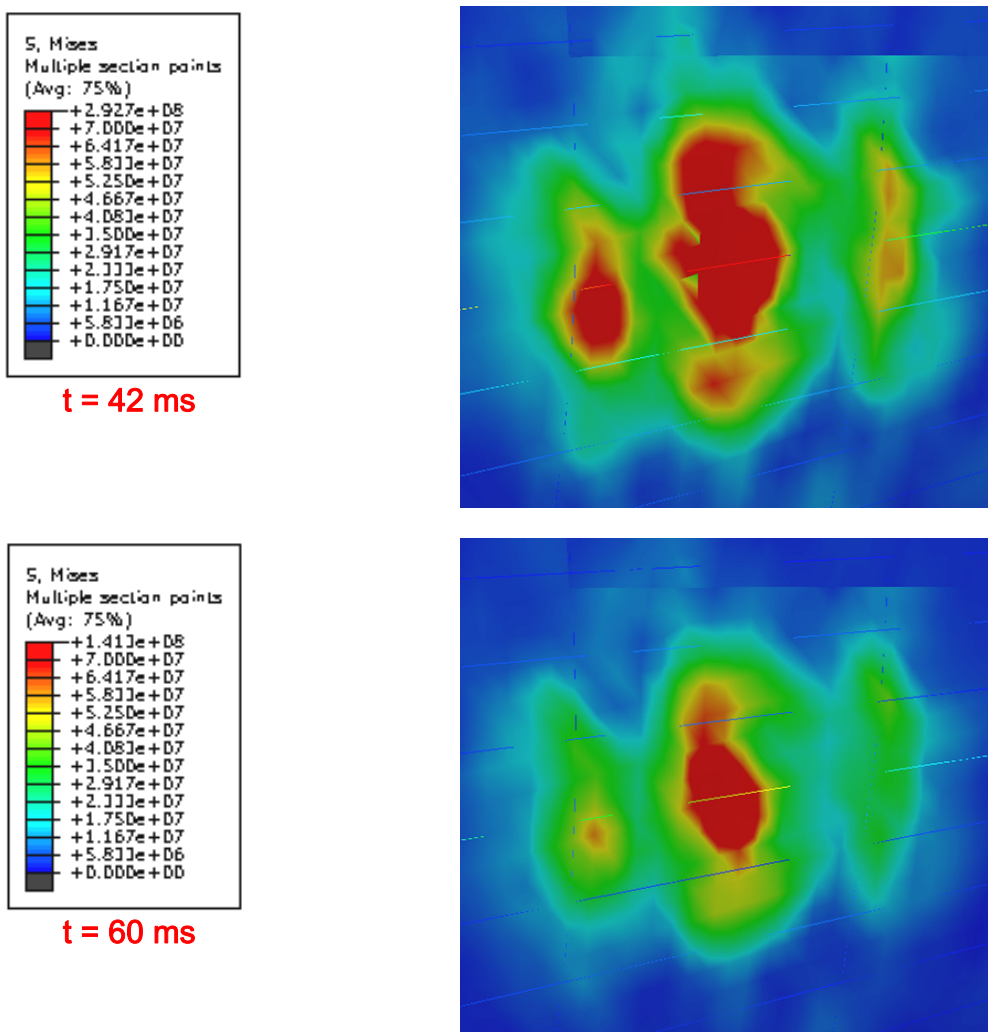 S, Mises
Multiple section points
(Avg: 75%)
+2.927e+08
+7.000e+07
+6.417e+07
+5.833e+07
+5.250e+07
+4.667e+07
+4.083e+07
+3.500e+07
+2.917e+07
+2.333e+07
+1.750e+07
+1.167e+07
+5.833e+06
+0.000e+00
t = 42 ms
S, Mises
Multiple section points
(Avg: 75%)
+1.413e+08
+7.000e+07
+6.417e+07
+5.833e+07
+5.250e+07
+4.667e+07
+4.083e+07
+3.500e+07
+2.917e+07
+2.333e+07
+1.750e+07
+1.167e+07
+5.833e+06
+0.000e+00
t = 60 ms